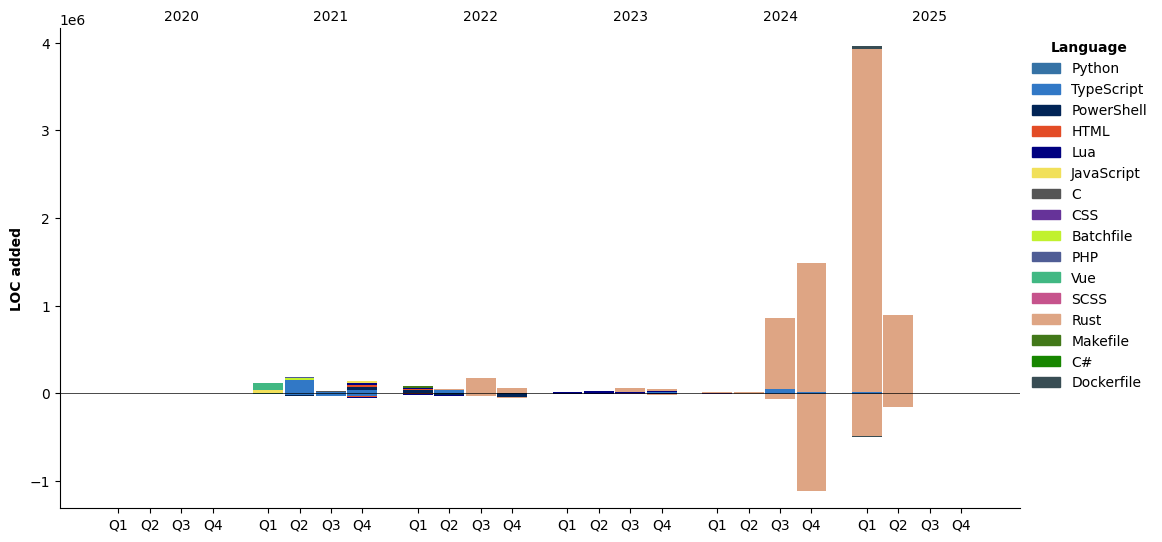 1e6
2020 2021 2022 2023 2024 2025
4
3
2
1
0
−1
LOC added
Q1 Q2 Q3 Q4 Q1 Q2 Q3 Q4 Q1 Q2 Q3 Q4 Q1 Q2 Q3 Q4 Q1 Q2 Q3 Q4 Q1 Q2 Q3 Q4
Language
Python
TypeScript
PowerShell
HTML
Lua
JavaScript
C
CSS
Batchfile
PHP
Vue
SCSS
Rust
Makefile
C#
Dockerfile